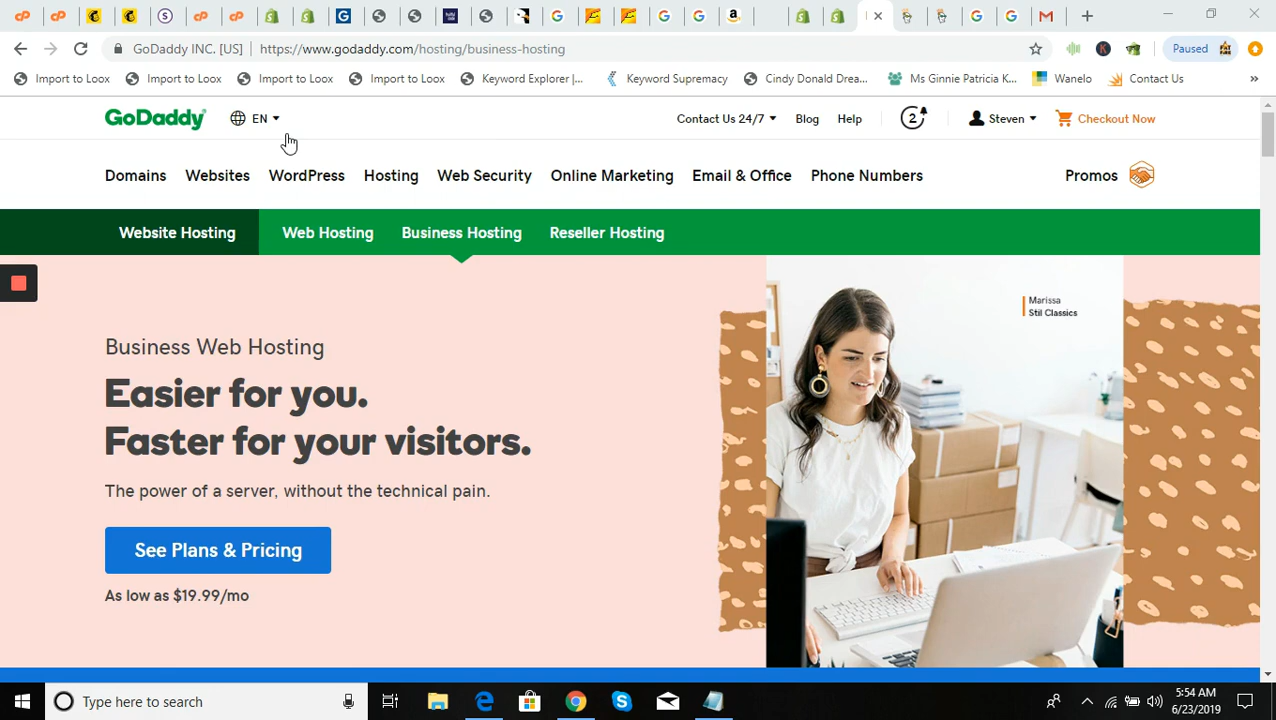 GoDaddy INC. [US] | https://www.godaddy.com/hosting/business-hosting
Paused
Import to Loox Import to Loox Import to Loox Import to Loox Keyword Explorer |... Keyword Supremacy Cindy Donald Drea... Ms Ginnie Patricia K... Wanelo Contact Us »
GoDaddy EN Contact Us 24/7 Blog Help 2 Steven Checkout Now
Domains Websites WordPress Hosting Web Security Online Marketing Email & Office Phone Numbers Promos
Website Hosting Web Hosting Business Hosting Reseller Hosting
Marissa
Stil Classics
Business Web Hosting
Easier for you.
Faster for your visitors.
The power of a server, without the technical pain.
See Plans & Pricing
As low as $19.99/mo
Type here to search
5:54 AM
6/23/2019